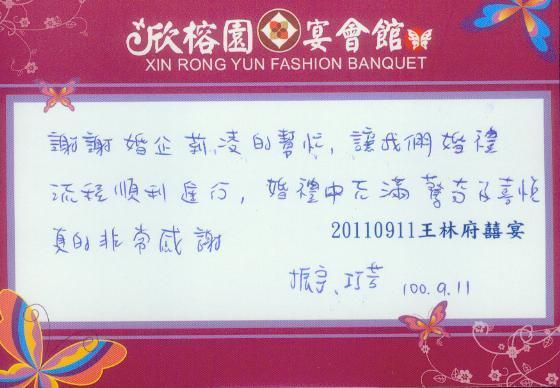 欣榕園 宴會館
XIN RONG YUN FASHION BANQUET
謝謝婚企莉凌的幫忙，讓我們婚禮
流程順利進行，婚禮中充滿驚奇及喜悅
真的非常感謝
20110911王林府囍宴
振宇、巧芸 100.9.11